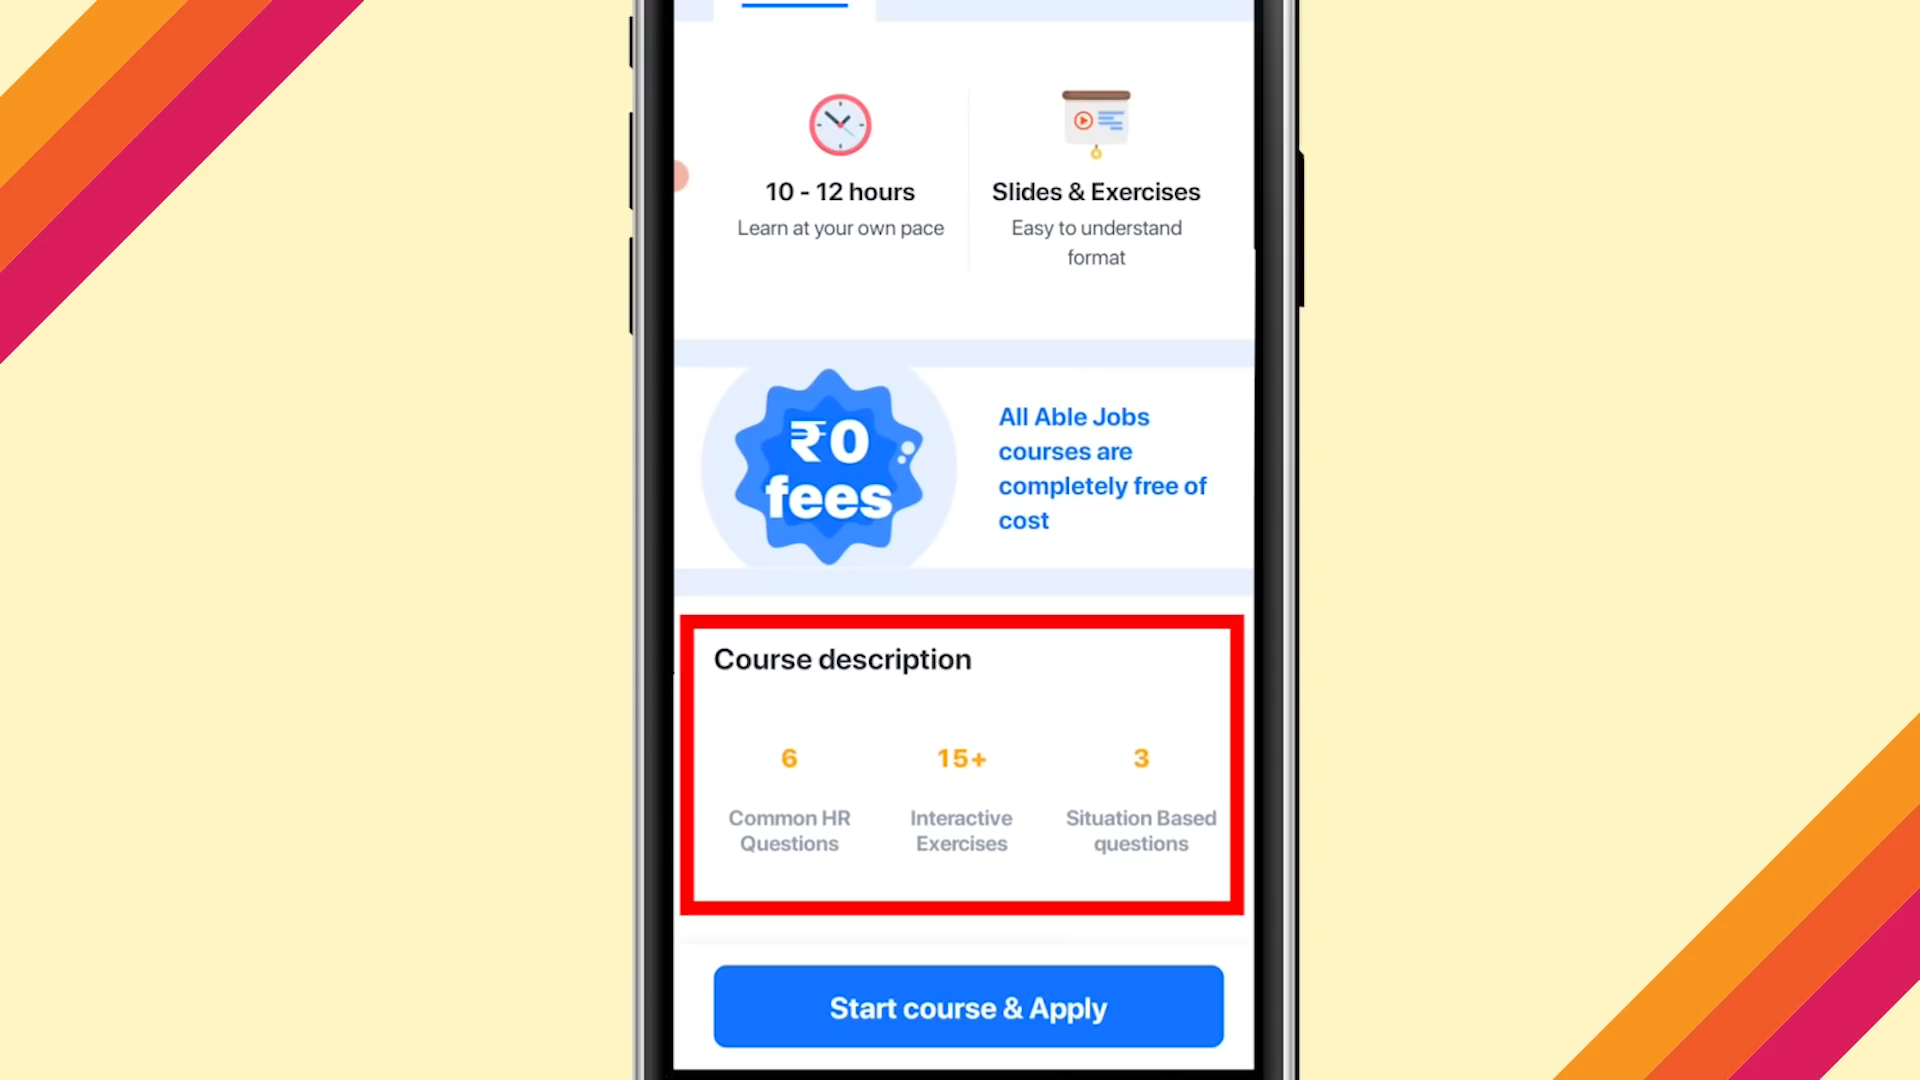 10 - 12 hours
Learn at your own pace
Slides & Exercises
Easy to understand
format
₹0
fees
All Able Jobs
courses are
completely free of
cost
Course description
6
Common HR
Questions
15+
Interactive
Exercises
3
Situation Based
questions
Start course & Apply